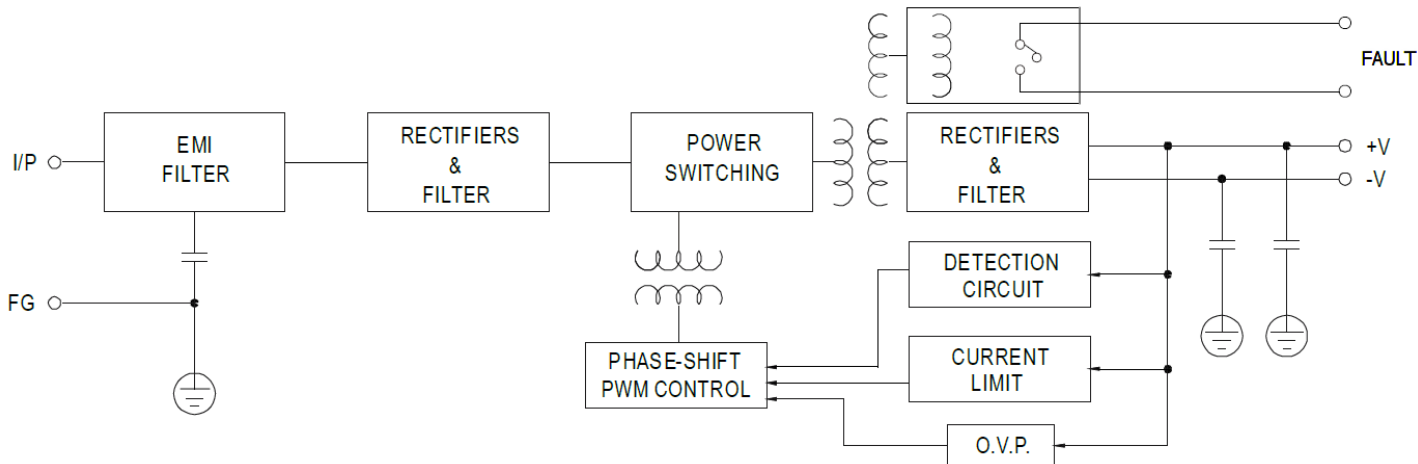 FAULT
I/P
EMI
FILTER
RECTIFIERS
&
FILTER
POWER
SWITCHING
RECTIFIERS
&
FILTER
+V
-V
FG
DETECTION
CIRCUIT
PHASE-SHIFT
PWM CONTROL
CURRENT
LIMIT
O.V.P.